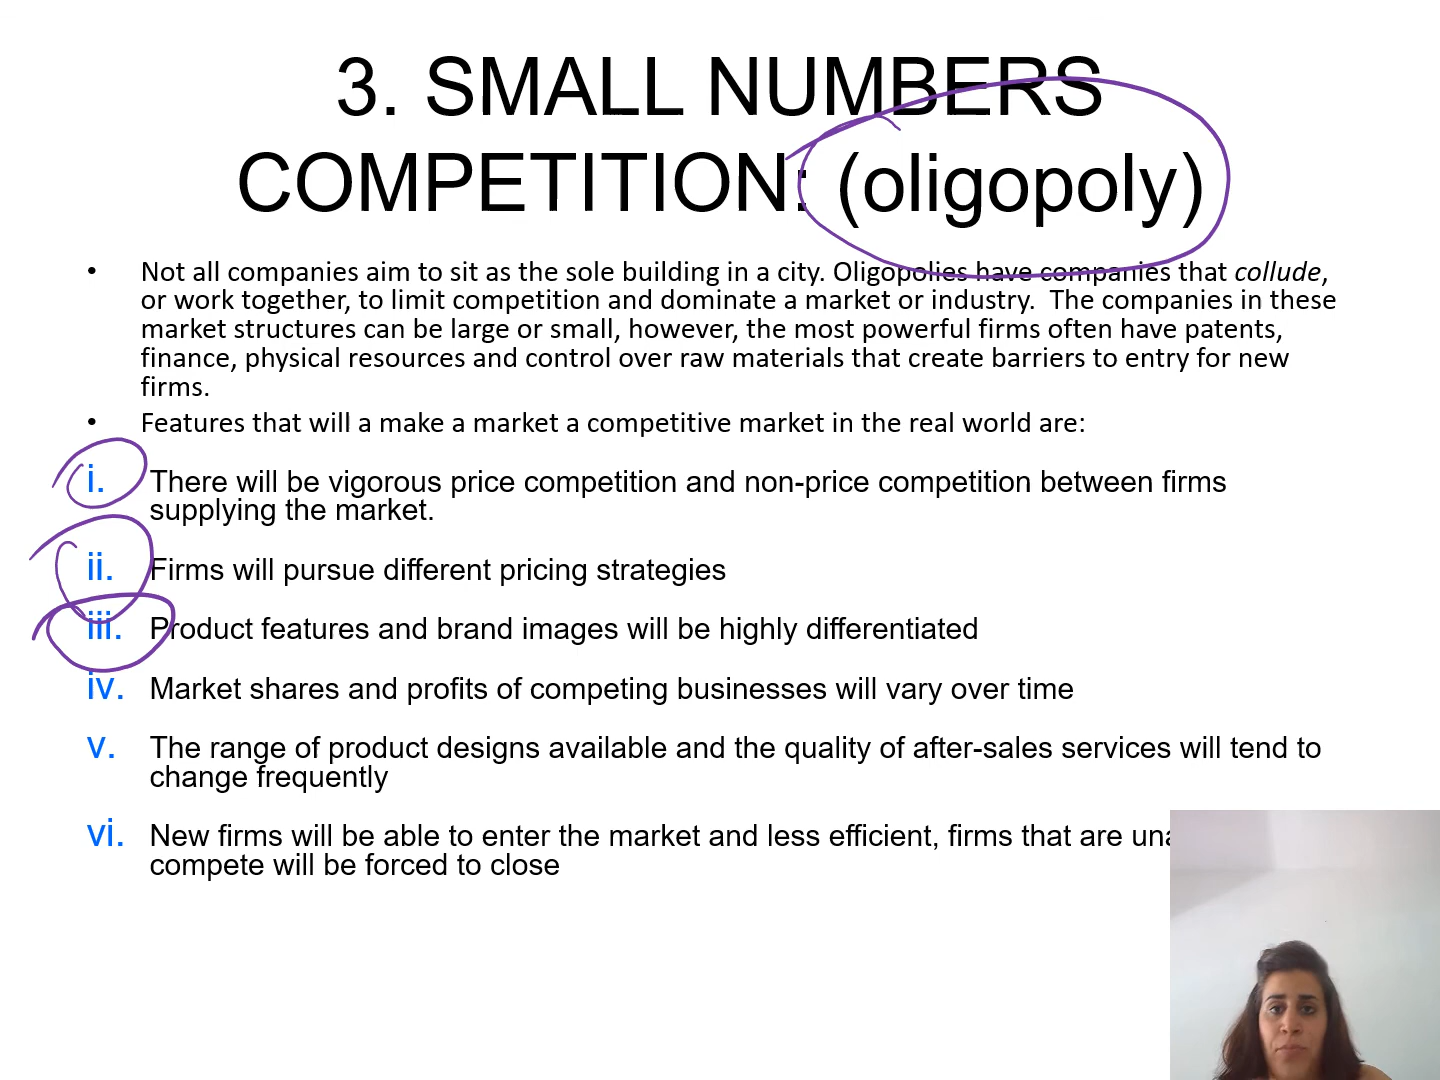 3. SMALL NUMBERS
COMPETITION: (oligopoly)
• Not all companies aim to sit as the sole building in a city. Oligopolies have companies that collude,
or work together, to limit competition and dominate a market or industry. The companies in these
market structures can be large or small, however, the most powerful firms often have patents,
finance, physical resources and control over raw materials that create barriers to entry for new
firms.
• Features that will a make a market a competitive market in the real world are:
i. There will be vigorous price competition and non-price competition between firms
supplying the market.
ii. Firms will pursue different pricing strategies
iii. Product features and brand images will be highly differentiated
iv. Market shares and profits of competing businesses will vary over time
v. The range of product designs available and the quality of after-sales services will tend to
change frequently
vi. New firms will be able to enter the market and less efficient, firms that are
compete will be forced to close